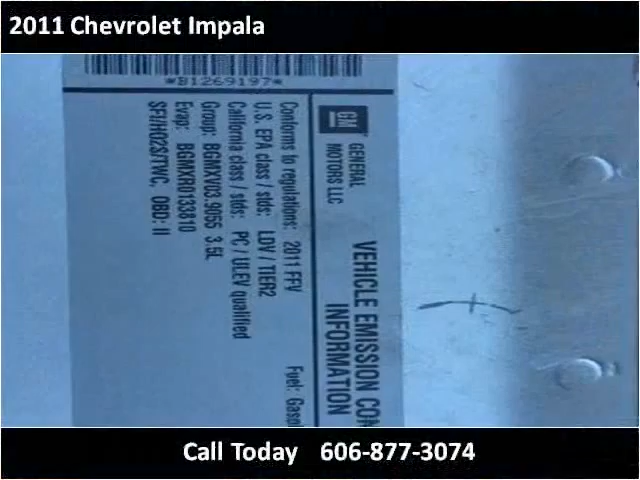 2011 Chevrolet Impala
*B1269197*
GM
GENERAL
MOTORS LLC
VEHICLE EMISSION CON
INFORMATION
Conforms to regulations: 2011 FFV
Fuel: Gasol
U.S. EPA class / stds: LDV / TIER2
California class / stds: PC / ULEV qualified
Group: BGMXV03.9055 3.5L
Evap: BGMXR0133810
SFI/HO2S/TWC, OBD: II
Call Today 606-877-3074